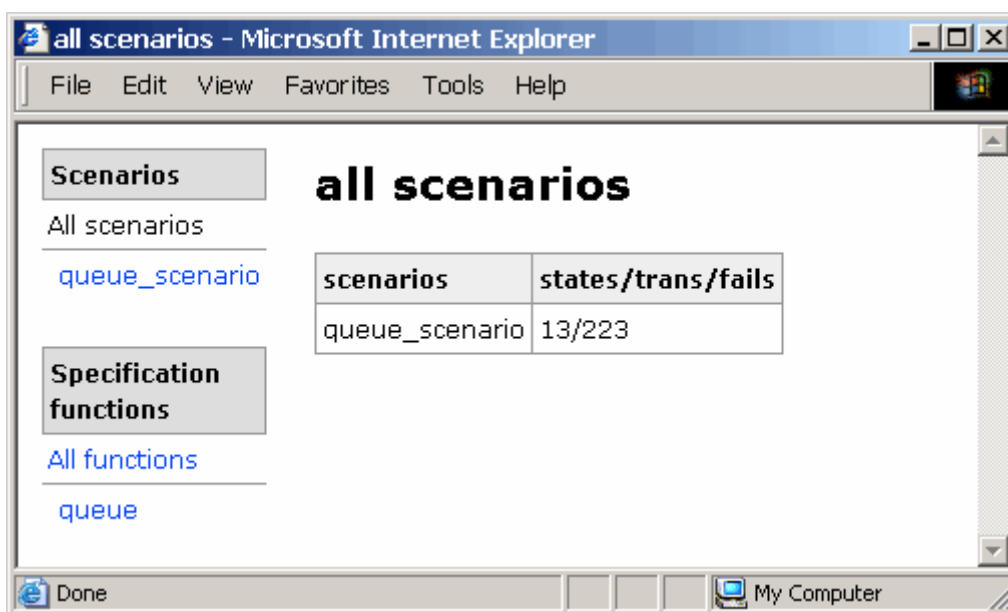 all scenarios - Microsoft Internet Explorer
File Edit View Favorites Tools Help
Scenarios
All scenarios
queue_scenario
Specification
functions
All functions
queue
all scenarios
scenarios states/trans/fails
queue_scenario 13/223
Done
My Computer